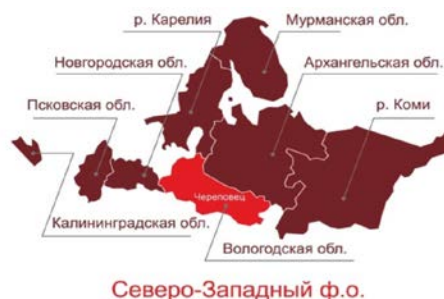 р. Карелия
Мурманская обл.
Новгородская обл.
Архангельская обл.
Псковская обл.
р. Коми
Череповец
Калининградская обл.
Вологодская обл.
Северо-Западный ф.о.